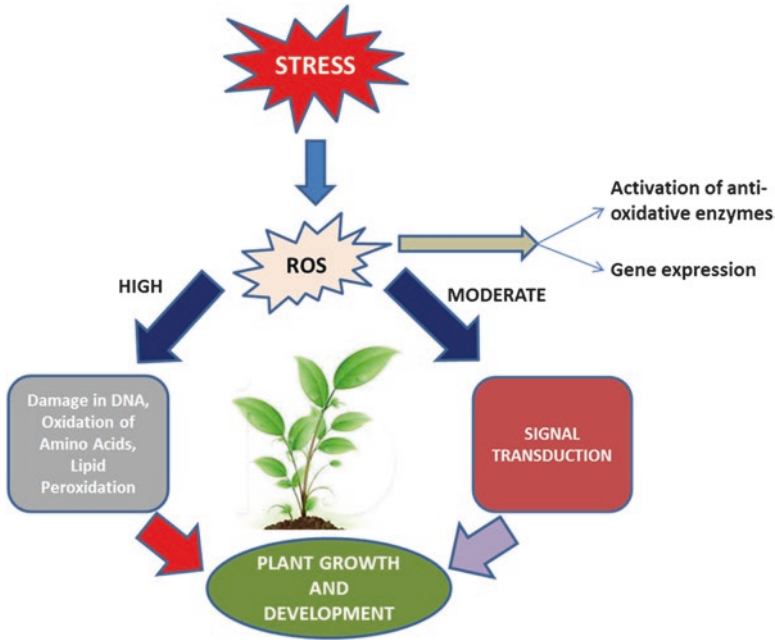 STRESS
Activation of anti-
oxidative enzymes
ROS
Gene expression
HIGH
MODERATE
Damage in DNA,
Oxidation of
Amino Acids,
Lipid
Peroxidation
SIGNAL
TRANSDUCTION
PLANT GROWTH
AND
DEVELOPMENT